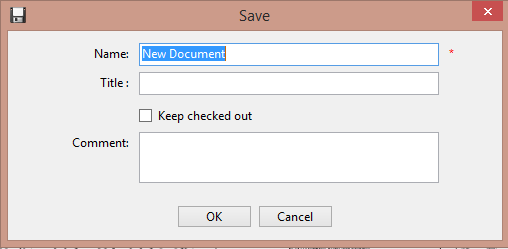 Save
Name: New Document *
Title :
Keep checked out
Comment:
OK Cancel